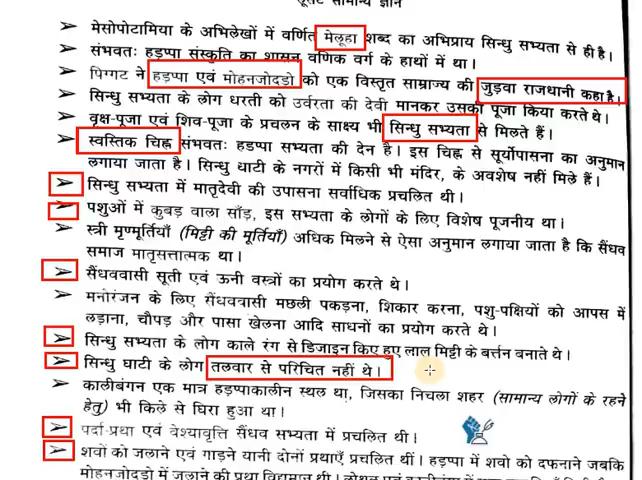 लूसेंट सामान्य ज्ञान
➢ मेसोपोटामिया के अभिलेखों में वर्णित मेलूहा शब्द का अभिप्राय सिन्धु सभ्यता से ही है।
➢ संभवतः हड़प्पा संस्कृति का शासन वणिक वर्ग के हाथों में था।
➢ पिग्गट ने हड़प्पा एवं मोहनजोदड़ो को एक विस्तृत साम्राज्य की जुड़वा राजधानी कहा है।
➢ सिन्धु सभ्यता के लोग धरती को उर्वरता की देवी मानकर उसकी पूजा किया करते थे।
➢ वृक्ष-पूजा एवं शिव-पूजा के प्रचलन के साक्ष्य भी सिन्धु सभ्यता से मिलते हैं।
➢ स्वस्तिक चिह्न संभवतः हड़प्पा सभ्यता की देन है। इस चिह्न से सूर्योपासना का अनुमान
लगाया जाता है। सिन्धु घाटी के नगरों में किसी भी मंदिर, के अवशेष नहीं मिले हैं।
➢ सिन्धु सभ्यता में मातृदेवी की उपासना सर्वाधिक प्रचलित थी।
➢ पशुओं में कुबड़ वाला साँड़, इस सभ्यता के लोगों के लिए विशेष पूजनीय था।
➢ स्त्री मृण्मूर्तियाँ (मिट्टी की मूर्तियाँ) अधिक मिलने से ऐसा अनुमान लगाया जाता है कि सैंधव
समाज मातृसत्तात्मक था।
➢ सैंधववासी सूती एवं ऊनी वस्त्रों का प्रयोग करते थे।
➢ मनोरंजन के लिए सैंधववासी मछली पकड़ना, शिकार करना, पशु-पक्षियों को आपस में
लड़ाना, चौपड़ और पासा खेलना आदि साधनों का प्रयोग करते थे।
➢ सिन्धु सभ्यता के लोग काले रंग से डिजाइन किए हुए लाल मिट्टी के बर्त्तन बनाते थे।
➢ सिन्धु घाटी के लोग तलवार से परिचित नहीं थे।
➢ कालीबंगन एक मात्र हड़प्पाकालीन स्थल था, जिसका निचला शहर (सामान्य लोगों के रहने
हेतु) भी किले से घिरा हुआ था।
➢ पर्दा-प्रथा एवं वेश्यावृत्ति सैंधव सभ्यता में प्रचलित थी।
➢ शवों को जलाने एवं गाड़ने यानी दोनों प्रथाएँ प्रचलित थीं। हड़प्पा में शवो को दफनाने जबकि
मोहनजोदड़ो में जलाने की प्रथा विद्यमान थी।